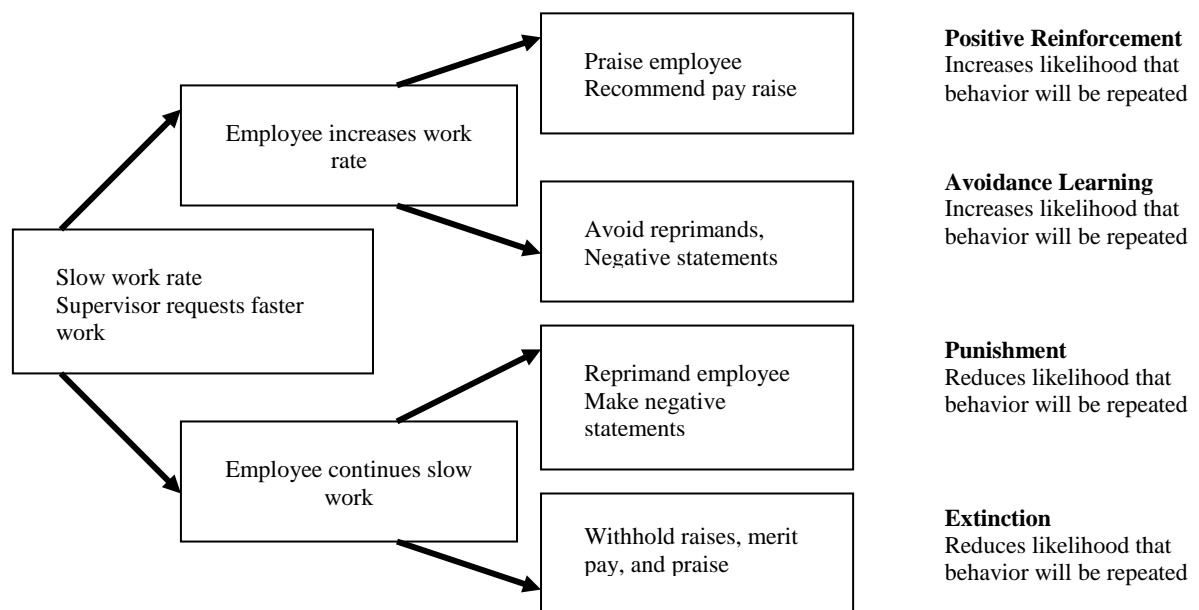 Praise employee
Recommend pay raise
Positive Reinforcement
Increases likelihood that
behavior will be repeated
Employee increases work
rate
Avoid reprimands,
Negative statements
Avoidance Learning
Increases likelihood that
behavior will be repeated
Slow work rate
Supervisor requests faster
work
Reprimand employee
Make negative
statements
Punishment
Reduces likelihood that
behavior will be repeated
Employee continues slow
work
Withhold raises, merit
pay, and praise
Extinction
Reduces likelihood that
behavior will be repeated